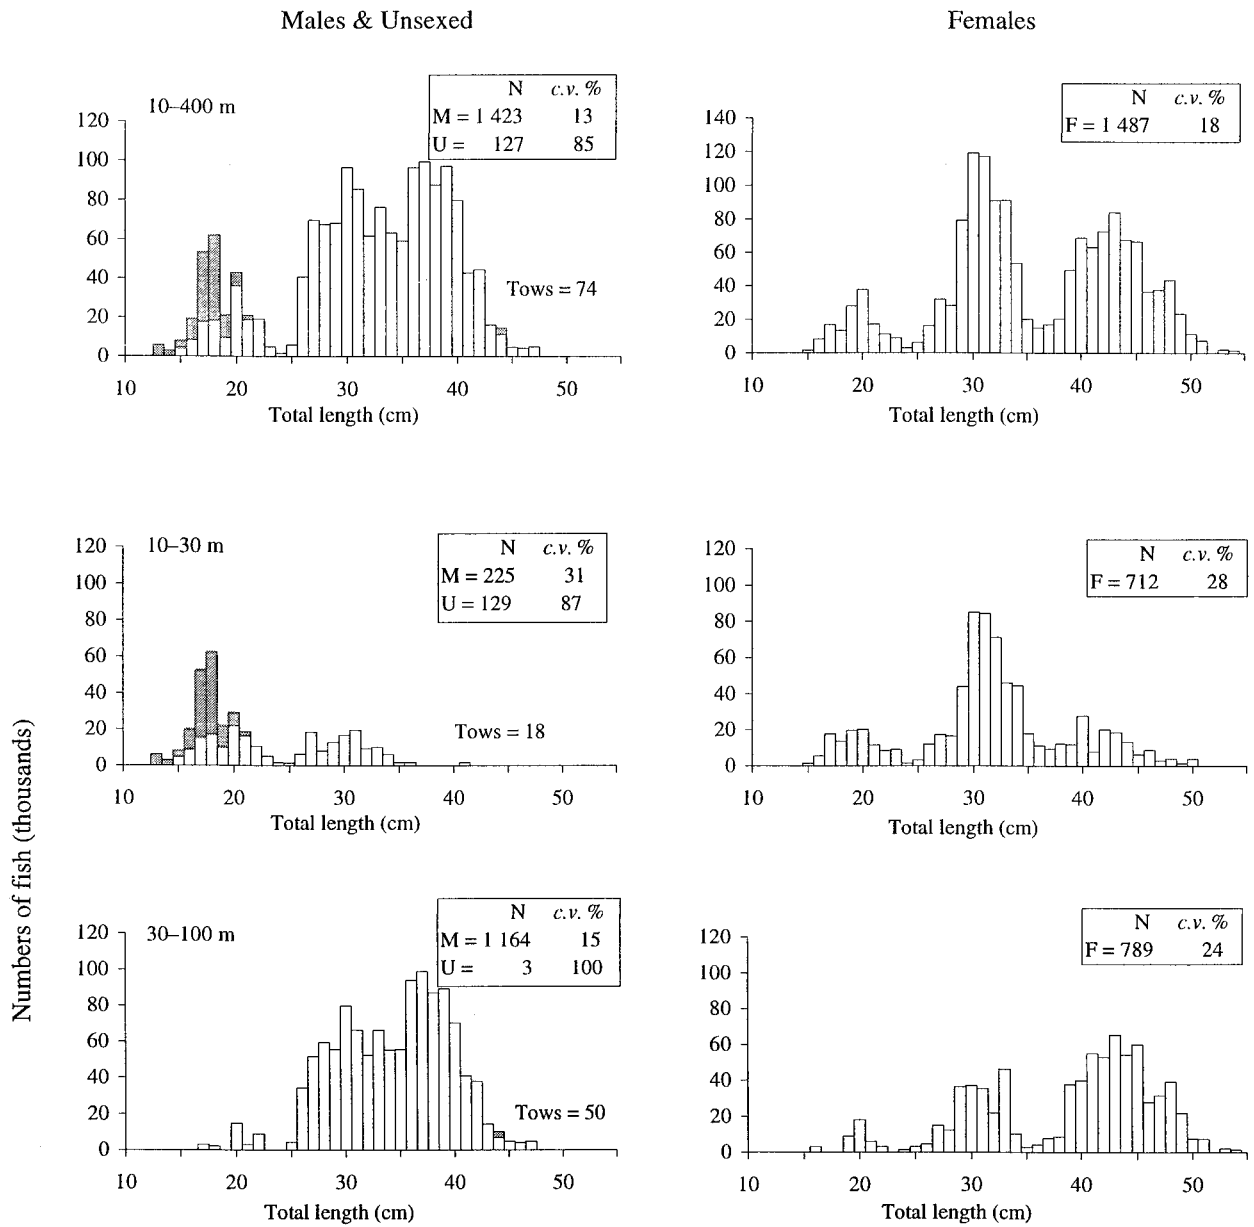 Males & Unsexed
Females
10–400 m
N c.v. %
M = 1 423 13
U = 127 85
120
100
80
60
40
20
0
Tows = 74
10 20 30 40 50
Total length (cm)
N c.v. %
F = 1 487 18
140
120
100
80
60
40
20
0
10 20 30 40 50
Total length (cm)
Numbers of fish (thousands)
10–30 m
N c.v. %
M = 225 31
U = 129 87
120
100
80
60
40
20
0
Tows = 18
10 20 30 40 50
Total length (cm)
N c.v. %
F = 712 28
120
100
80
60
40
20
0
10 20 30 40 50
Total length (cm)
30–100 m
N c.v. %
M = 1 164 15
U = 3 100
120
100
80
60
40
20
0
Tows = 50
10 20 30 40 50
Total length (cm)
N c.v. %
F = 789 24
120
100
80
60
40
20
0
10 20 30 40 50
Total length (cm)